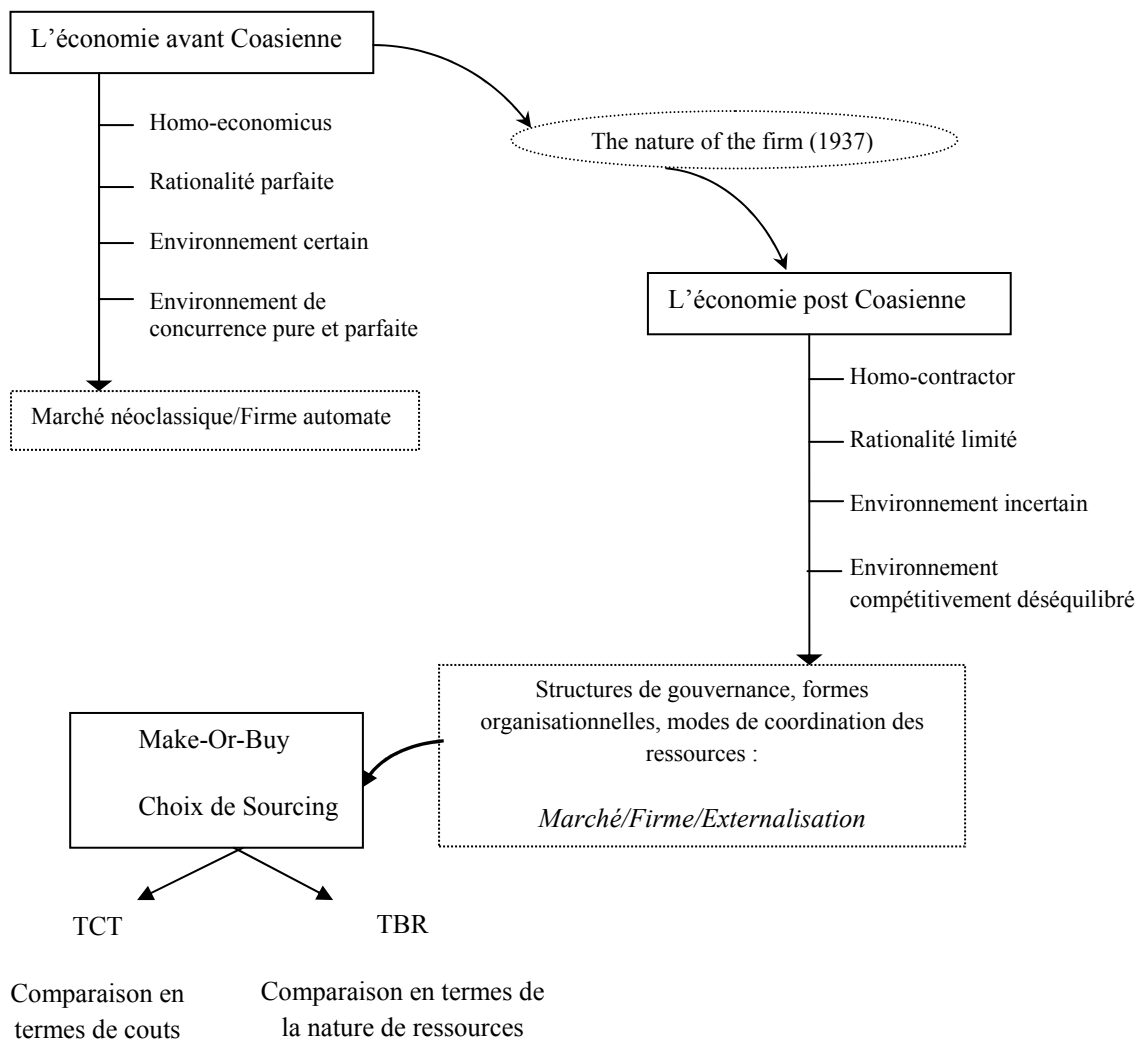 L'économie avant Coasienne
Homo-economicus
Rationalité parfaite
Environnement certain
Environnement de
concurrence pure et parfaite
Marché néoclassique/Firme automate
The nature of the firm (1937)
L'économie post Coasienne
Homo-contractor
Rationalité limité
Environnement incertain
Environnement
compétitivement déséquilibré
Structures de gouvernance, formes
organisationnelles, modes de coordination des
ressources :
Marché/Firme/Externalisation
Make-Or-Buy
Choix de Sourcing
TCT
Comparaison en
termes de couts
TBR
Comparaison en termes de
la nature de ressources